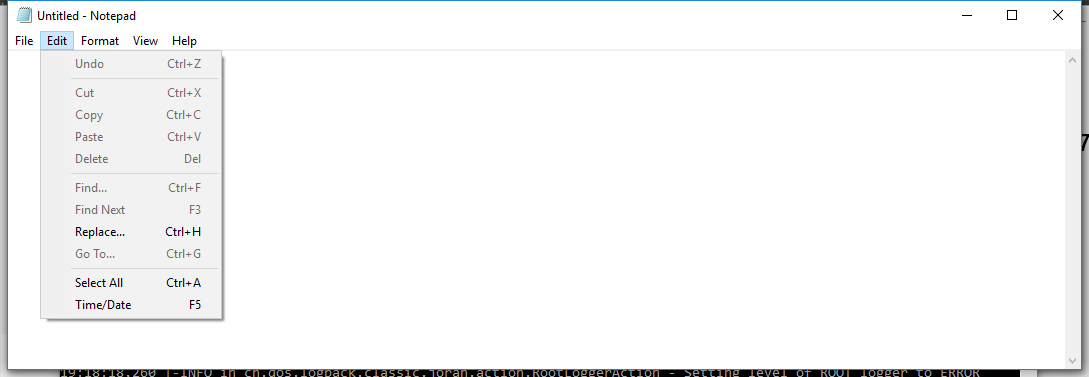 Untitled - Notepad
File Edit Format View Help
Undo Ctrl+Z
Cut Ctrl+X
Copy Ctrl+C
Paste Ctrl+V
Delete Del
Find... Ctrl+F
Find Next F3
Replace... Ctrl+H
Go To... Ctrl+G
Select All Ctrl+A
Time/Date F5
7
19:18:18.260 |-INFO in ch.qos.logback.classic.joran.action.RootLoggerAction - Setting level of ROOT logger to ERROR